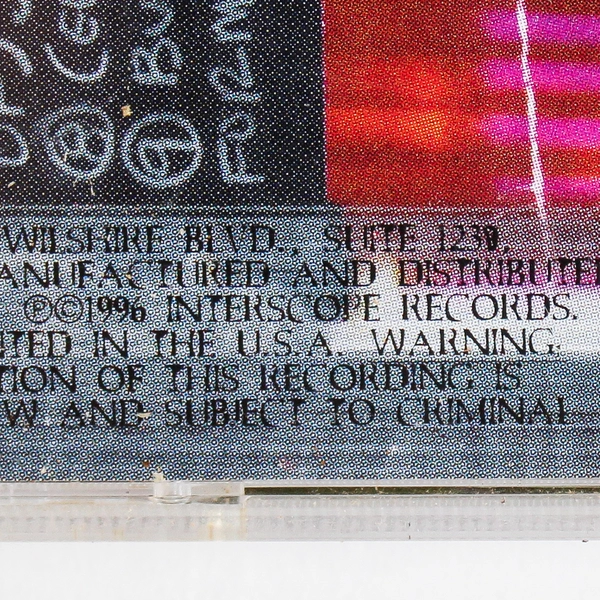 WILSHIRE BLVD., SUITE 1230,
ANUFACTURED AND DISTRIBUTE
℗©1996 INTERSCOPE RECORDS.
TED IN THE U.S.A. WARNING:
TION OF THIS RECORDING IS
W AND SUBJECT TO CRIMINAL